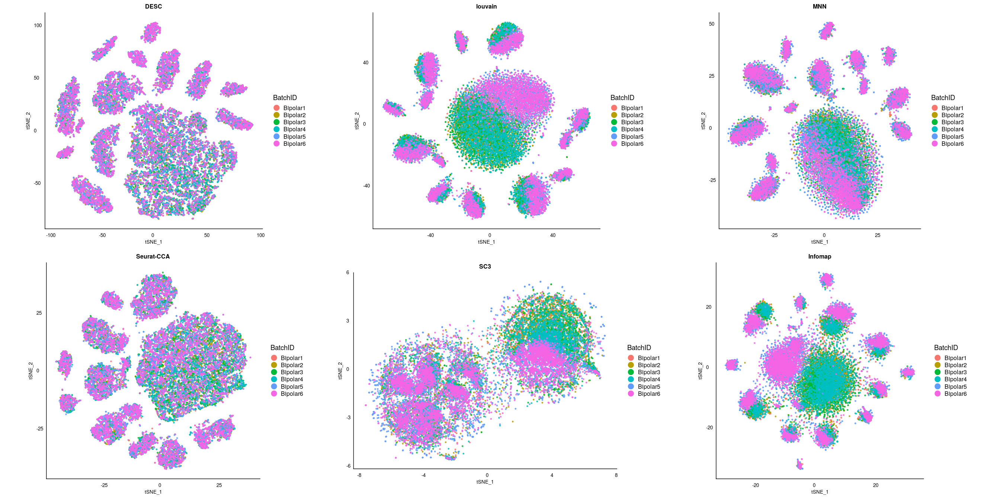 DESC
100
50
0
-50
-100
-50
0
50
100
tSNE_1
tSNE_2
BatchID
Bipolar1
Bipolar2
Bipolar3
Bipolar4
Bipolar5
Bipolar6
louvain
40
0
-40
-40
0
40
tSNE_1
tSNE_2
BatchID
Bipolar1
Bipolar2
Bipolar3
Bipolar4
Bipolar5
Bipolar6
MNN
50
25
0
-25
-25
0
25
tSNE_1
tSNE_2
BatchID
Bipolar1
Bipolar2
Bipolar3
Bipolar4
Bipolar5
Bipolar6
Seurat-CCA
25
0
-25
-25
0
25
tSNE_1
tSNE_2
BatchID
Bipolar1
Bipolar2
Bipolar3
Bipolar4
Bipolar5
Bipolar6
SC3
6
3
0
-3
-6
-8
-4
0
4
8
tSNE_1
tSNE_2
BatchID
Bipolar1
Bipolar2
Bipolar3
Bipolar4
Bipolar5
Bipolar6
Infomap
20
0
-20
-20
0
20
tSNE_1
tSNE_2
BatchID
Bipolar1
Bipolar2
Bipolar3
Bipolar4
Bipolar5
Bipolar6